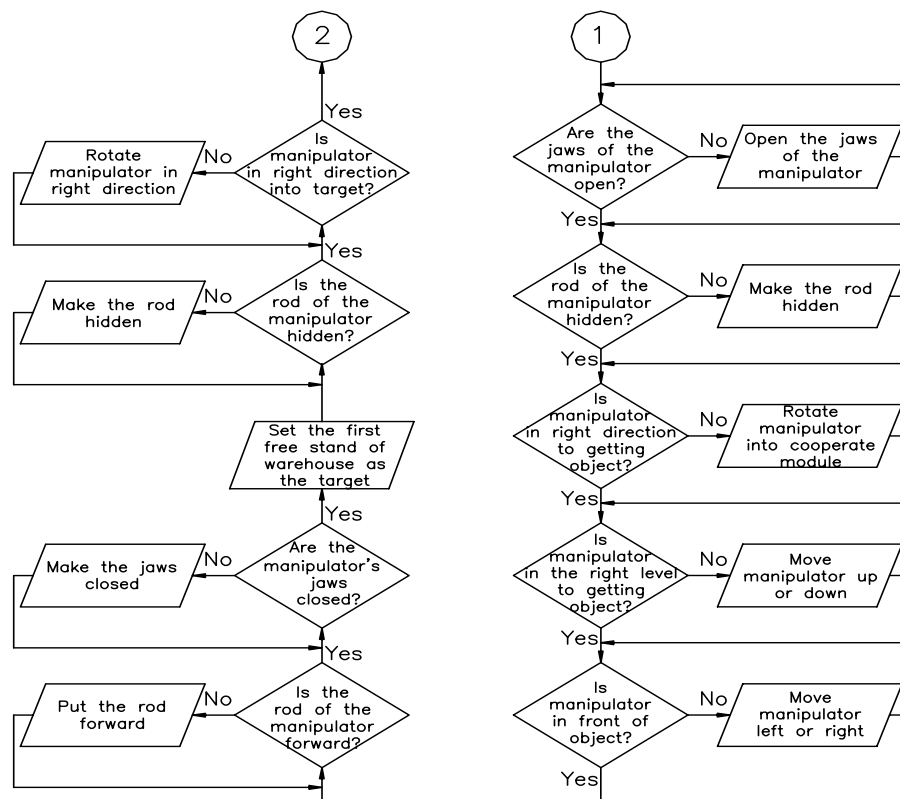 2
Yes
Is
manipulator
in right direction
into target?
No
Rotate
manipulator in
right direction
Yes
Is the
rod of the
manipulator
hidden?
No
Make the rod
hidden
Set the first
free stand of
warehouse as
the target
Yes
Are the
manipulator's
jaws
closed?
No
Make the jaws
closed
Yes
Is the
rod of the
manipulator
forward?
No
Put the rod
forward
1
Are the
jaws of the
manipulator
open?
No
Open the jaws
of the
manipulator
Yes
Is the
rod of the
manipulator
hidden?
No
Make the rod
hidden
Yes
Is
manipulator
in right direction
to getting
object?
No
Rotate
manipulator
into cooperate
module
Yes
Is
manipulator
in the right level
to getting
object?
No
Move
manipulator up
or down
Yes
Is
manipulator
in front of
object?
No
Move
manipulator
left or right
Yes